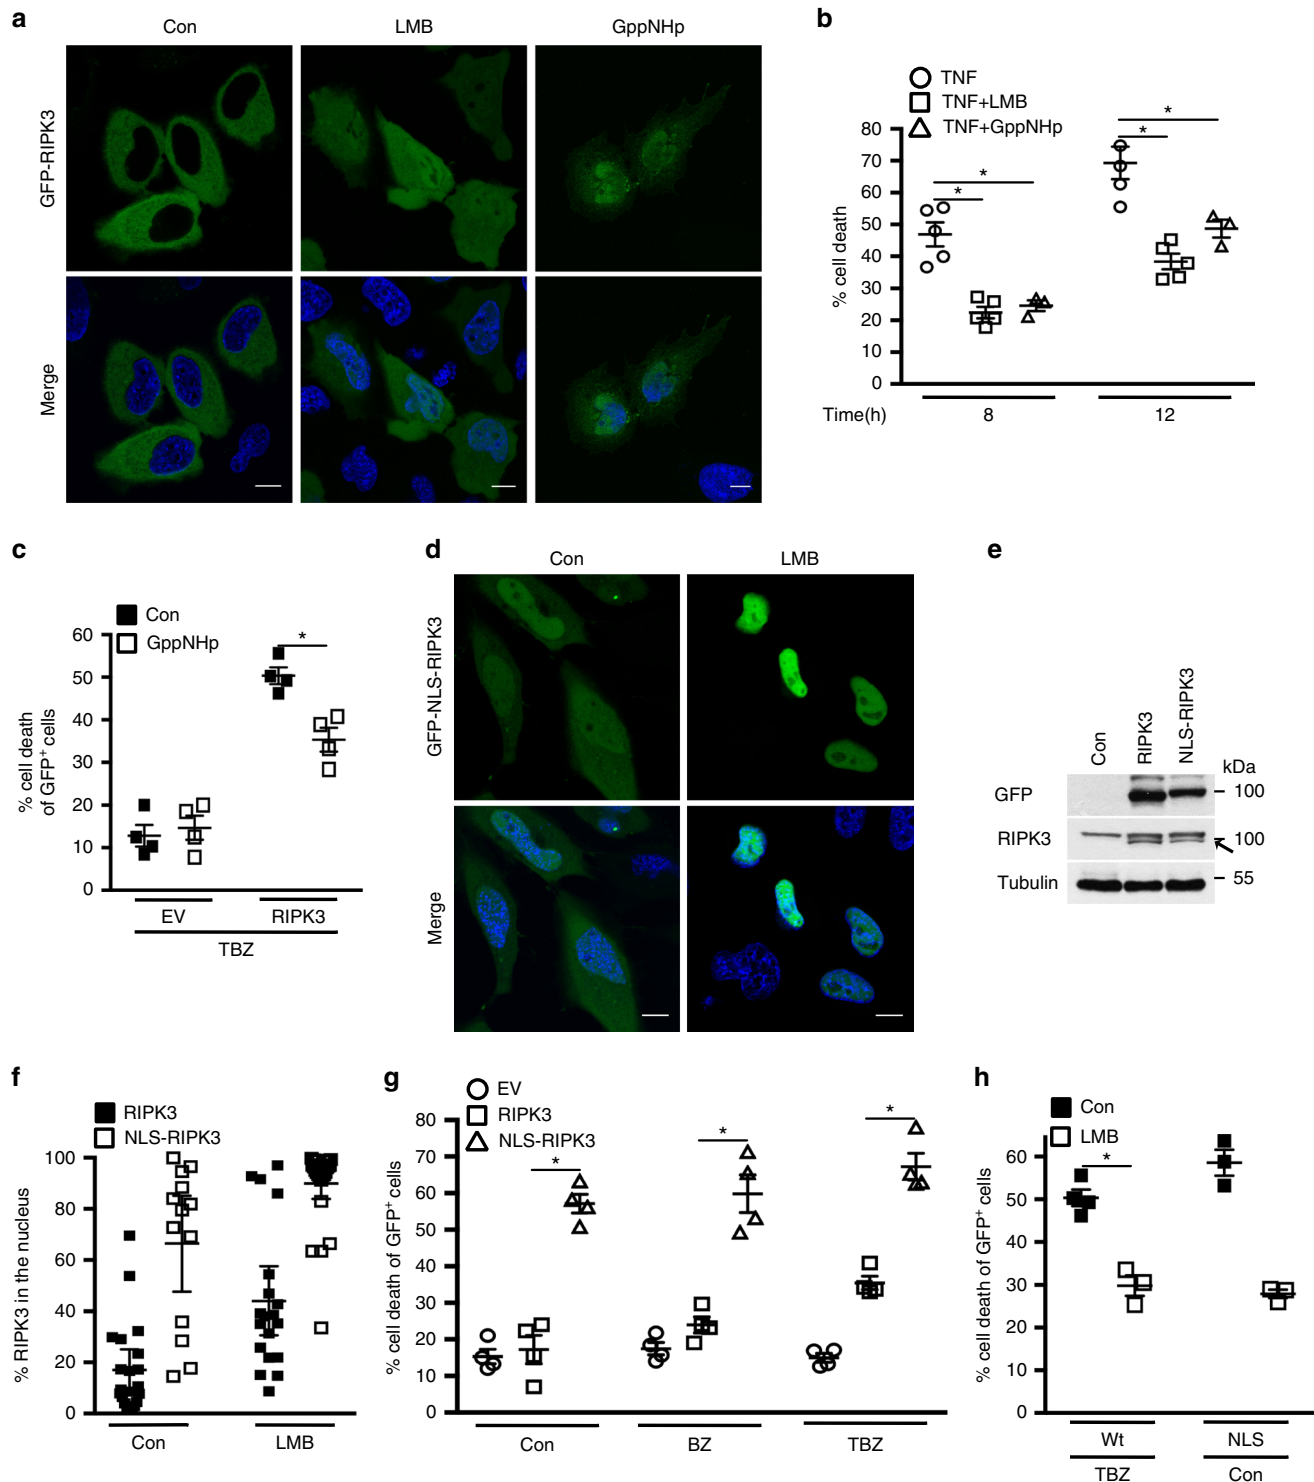 a
Con
LMB
GppNHp
GFP-RIPK3
Merge
b
TNF
TNF+LMB
TNF+GppNHp
% cell death
80
70
60
50
40
30
20
10
0
*
*
*
*
Time(h)
8
12
c
Con
GppNHp
% cell death
of GFP+ cells
60
50
40
30
20
10
0
*
EV
RIPK3
TBZ
d
Con
LMB
GFP-NLS-RIPK3
Merge
e
Con
RIPK3
NLS-RIPK3
kDa
GFP
100
RIPK3
100
Tubulin
55
f
RIPK3
NLS-RIPK3
% RIPK3 in the nucleus
100
80
60
40
20
0
Con
LMB
g
EV
RIPK3
NLS-RIPK3
% cell death of GFP+ cells
80
70
60
50
40
30
20
10
0
*
*
*
Con
BZ
TBZ
h
Con
LMB
% cell death of GFP+ cells
60
50
40
30
20
10
0
*
Wt
NLS
TBZ
Con